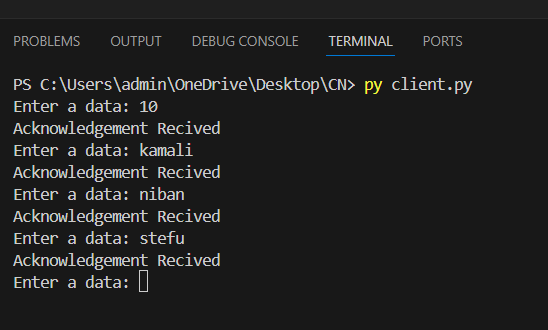 PROBLEMS OUTPUT DEBUG CONSOLE TERMINAL PORTS
PS C:\Users\admin\OneDrive\Desktop\CN> py client.py
Enter a data: 10
Acknowledgement Recived
Enter a data: kamali
Acknowledgement Recived
Enter a data: niban
Acknowledgement Recived
Enter a data: stefu
Acknowledgement Recived
Enter a data: